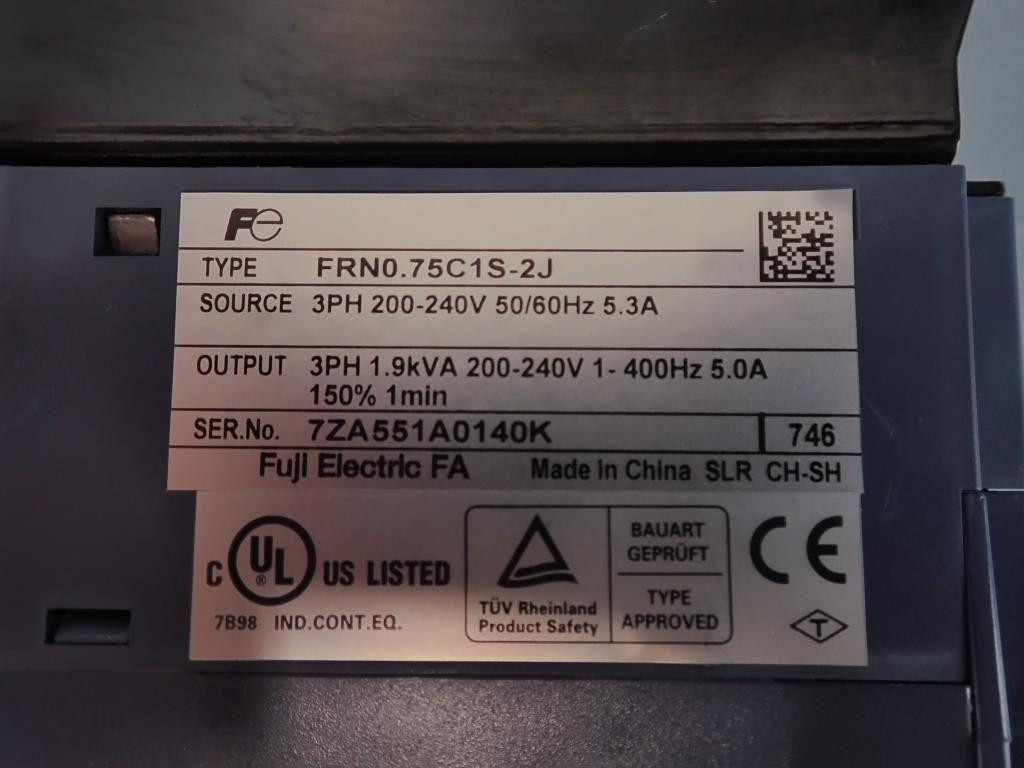 Fe
TYPE FRN0.75C1S-2J
SOURCE 3PH 200-240V 50/60Hz 5.3A
OUTPUT 3PH 1.9kVA 200-240V 1- 400Hz 5.0A
150% 1min
SER.No. 7ZA551A0140K 746
Fuji Electric FA Made in China SLR CH-SH
C UL ® US LISTED
7B98 IND.CONT.EQ.
TÜV Rheinland
Product Safety
BAUART
GEPRÜFT
TYPE
APPROVED
CE
T